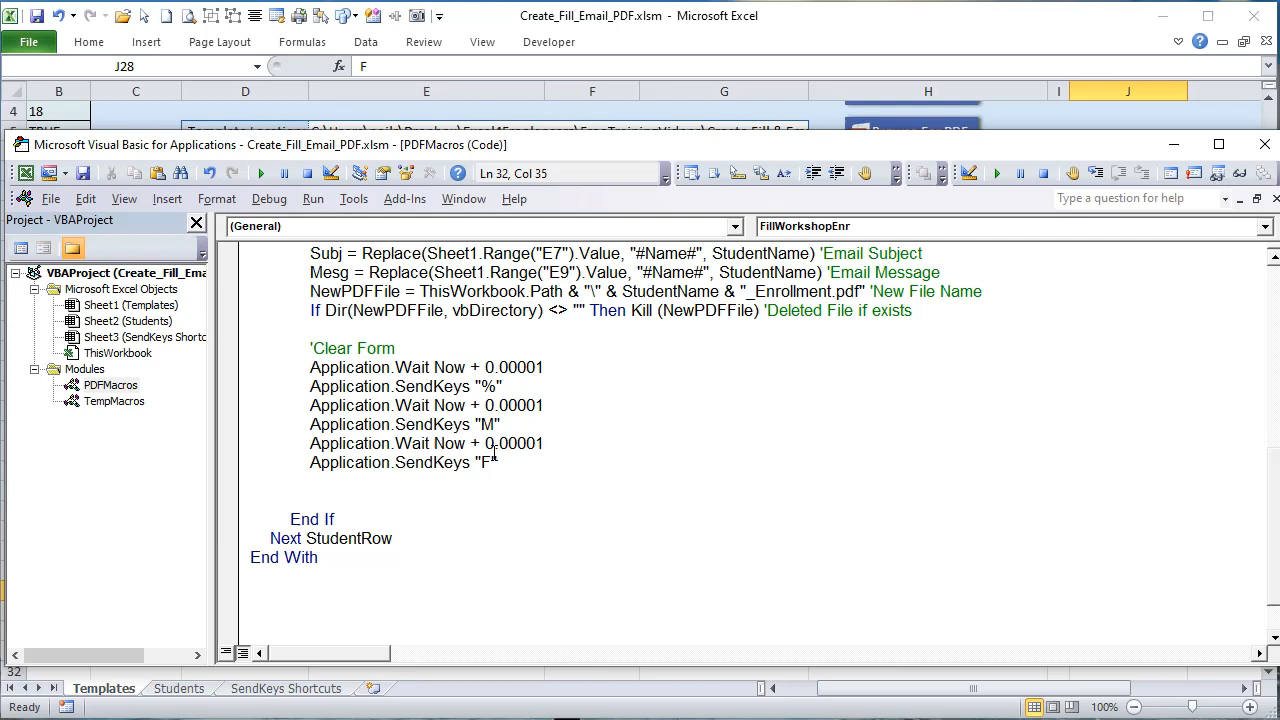 Create_Fill_Email_PDF.xlsm - Microsoft Excel
File Home Insert Page Layout Formulas Data Review View Developer
J28 fx F
B C D E F G H I J
4 18
TRUE
Microsoft Visual Basic for Applications - Create_Fill_Email_PDF.xlsm - [PDFMacros (Code)]
Ln 32, Col 35
File Edit View Insert Format Debug Run Tools Add-Ins Window Help Type a question for help
Project - VBAProject
(General) FillWorkshopEnr
VBAProject (Create_Fill_Ema
Microsoft Excel Objects
Sheet1 (Templates)
Sheet2 (Students)
Sheet3 (SendKeys Shortc
ThisWorkbook
Modules
PDFMacros
TempMacros
Subj = Replace(Sheet1.Range("E7").Value, "#Name#", StudentName) 'Email Subject
Mesg = Replace(Sheet1.Range("E9").Value, "#Name#", StudentName) 'Email Message
NewPDFFile = ThisWorkbook.Path & "\" & StudentName & "_Enrollment.pdf" 'New File Name
If Dir(NewPDFFile, vbDirectory) <> "" Then Kill (NewPDFFile) 'Deleted File if exists
'Clear Form
Application.Wait Now + 0.00001
Application.SendKeys "%"
Application.Wait Now + 0.00001
Application.SendKeys "M"
Application.Wait Now + 0.00001
Application.SendKeys "F"
End If
Next StudentRow
End With
32
Templates Students SendKeys Shortcuts
Ready 100%